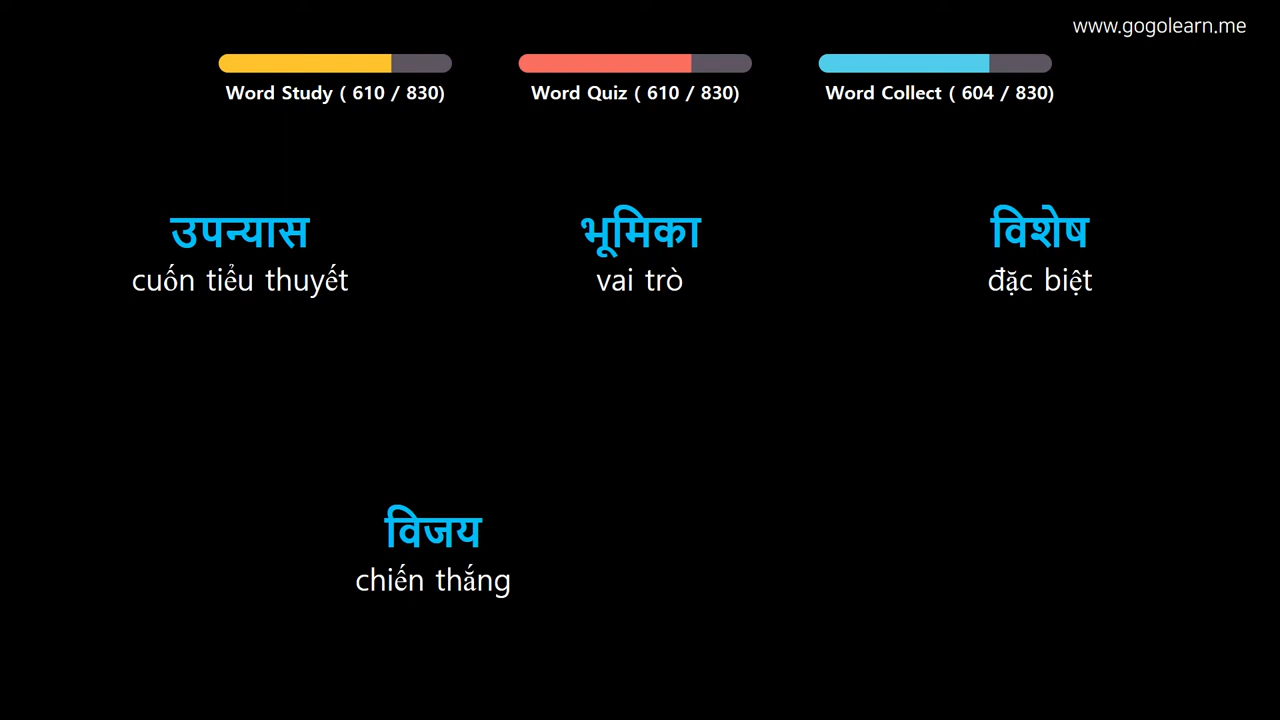 www.gogolearn.me
Word Study ( 610 / 830)
Word Quiz ( 610 / 830)
Word Collect ( 604 / 830)
उपन्यास
cuốn tiểu thuyết
भूमिका
vai trò
विशेष
đặc biệt
विजय
chiến thắng